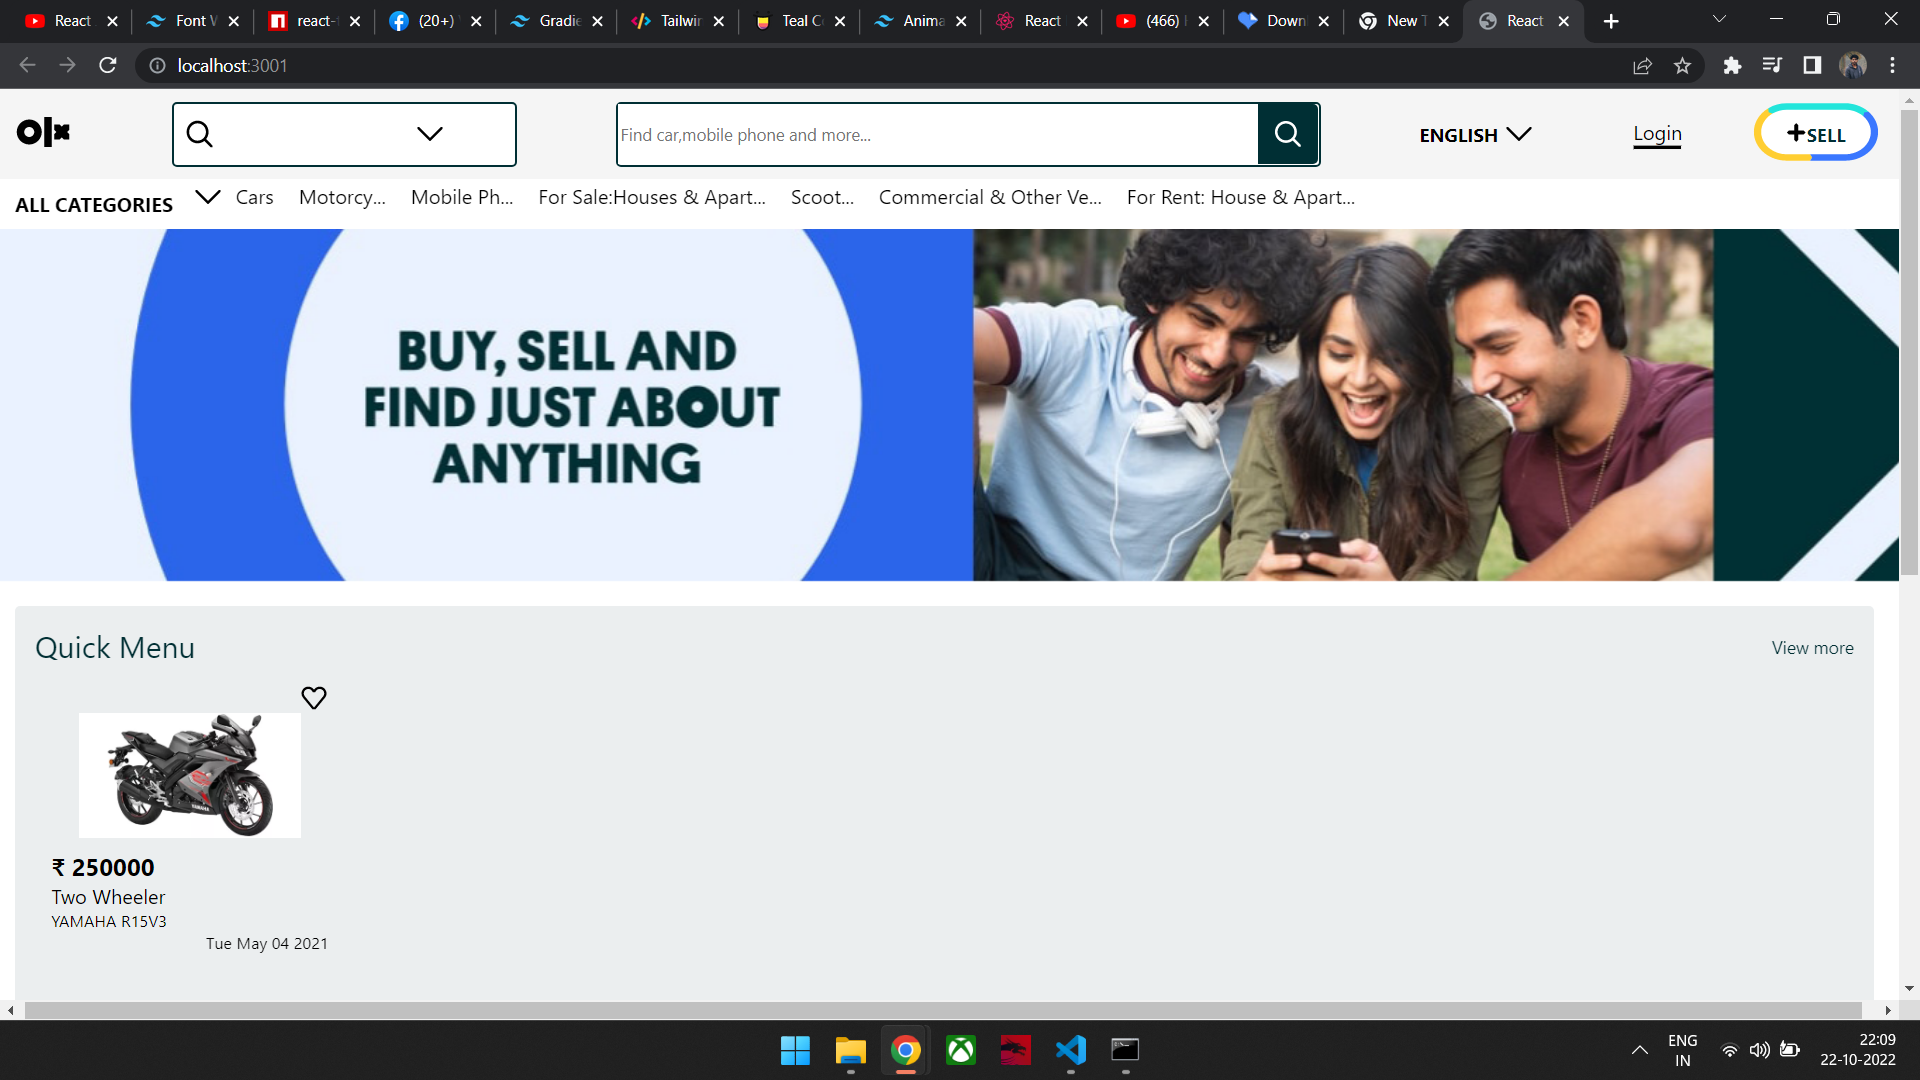 React
Font W
react-
(20+)
Gradie
Tailwin
Teal C
Anima
React
(466)
Down
New T
React
localhost:3001
olx
Find car,mobile phone and more...
ENGLISH
Login
+SELL
ALL CATEGORIES
Cars
Motorcy...
Mobile Ph...
For Sale:Houses & Apart...
Scoot...
Commercial & Other Ve...
For Rent: House & Apart...
BUY, SELL AND
FIND JUST ABOUT
ANYTHING
Quick Menu
View more
₹ 250000
Two Wheeler
YAMAHA R15V3
Tue May 04 2021
ENG
IN
22:09
22-10-2022